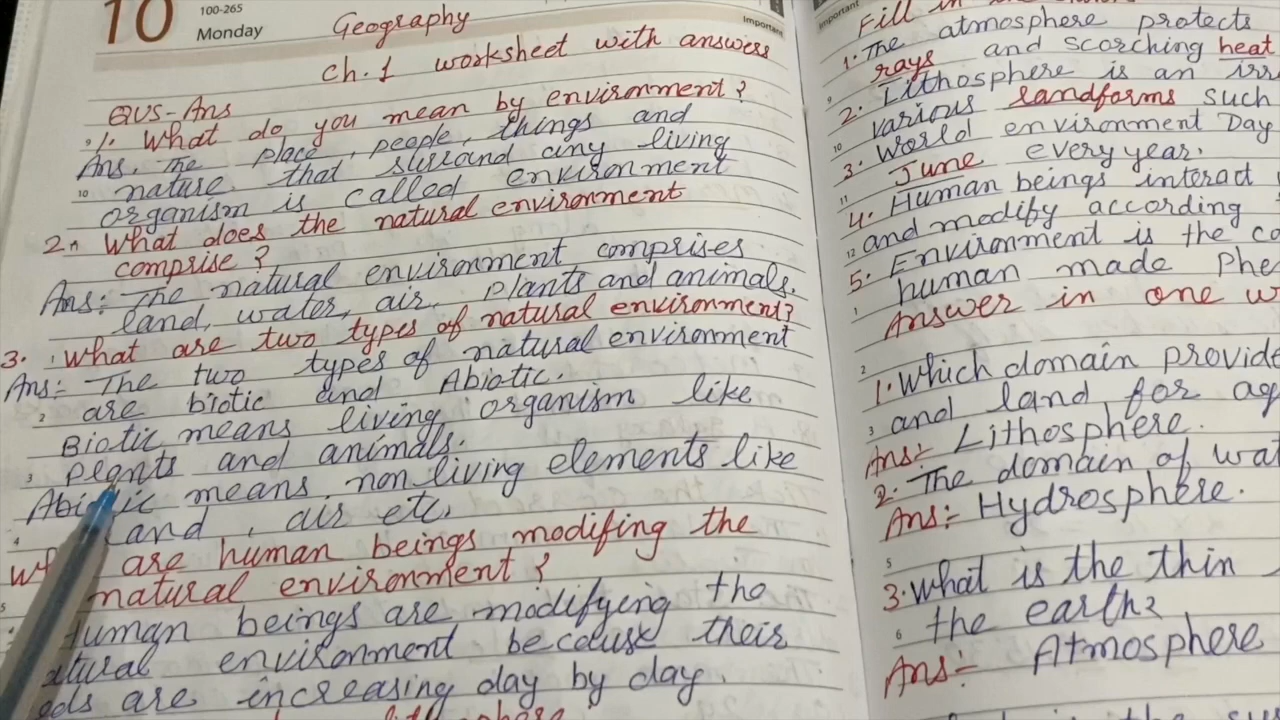 10
100-265
Monday
Important
Geography
Ch. 1 worksheet with answers
QUS-Ans
1. What do you mean by environment?
Ans. The place, people, things and
nature that surround any living
organism is called environment
2. What does the natural environment
comprise?
Ans: The natural environment comprises
land, water, air, plants and animals.
3. What are two types of natural environment?
Ans:- The two types of natural environment
are biotic and Abiotic.
Biotic means living organism like
plants and animals.
Abiotic means non living elements like
land, air etc.
are human beings modifing the
natural environment?
Human beings are modifying the
natural environment because their
are increasing day by day.
Important
Fill in
1. The atmosphere protects
rays and scorching heat
2. Lithosphere is an
various landforms such
3. World environment Day
June every year.
4. Human beings interact
and modify according
5. Environment is the
human made
Answer in one
1. Which domain provide
and land for
Ans:- Lithosphere.
2. The domain of
Ans:- Hydrosphere.
3. What is the thin
the earth?
Ans:- Atmosphere